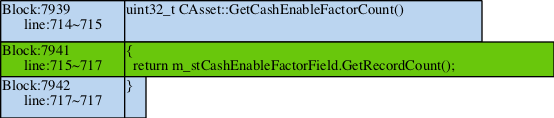 Block:7939 uint32_t CAsset::GetCashEnableFactorCount()
line:714~715
Block:7941 {
line:715~717 return m_stCashEnableFactorField.GetRecordCount();
Block:7942 }
line:717~717